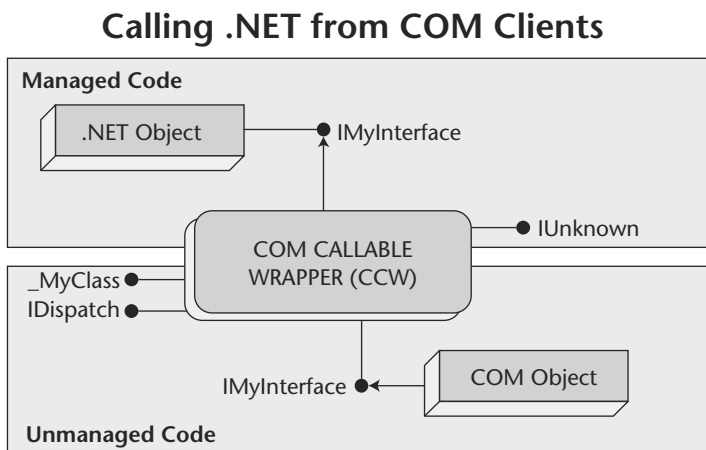 Calling .NET from COM Clients
Managed Code
.NET Object
IMyInterface
COM CALLABLE
WRAPPER (CCW)
IUnknown
_MyClass
IDispatch
IMyInterface
COM Object
Unmanaged Code